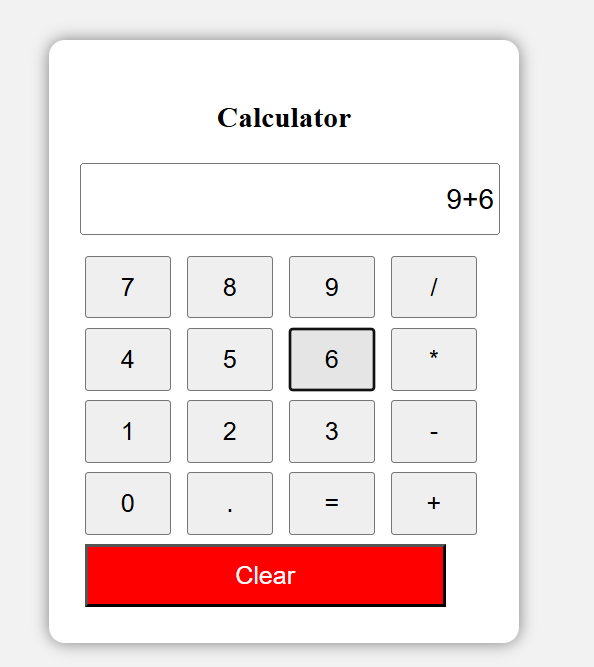 Calculator
9+6
7 8 9 /
4 5 6 *
1 2 3 -
0 . = +
Clear